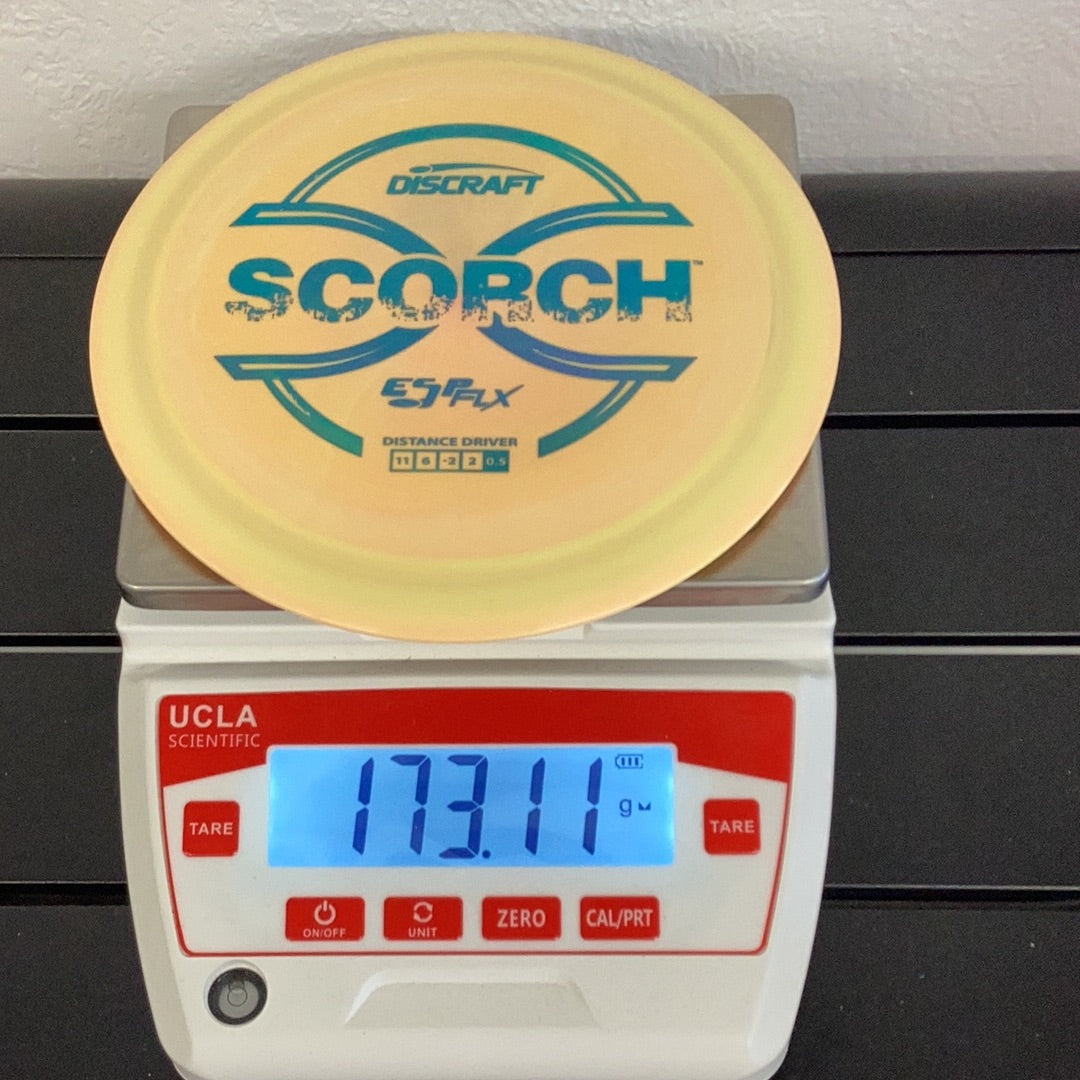 DISCRAFT
SCORCH™
ESP FLX
DISTANCE DRIVER
11 6 -2 2 0.5
UCLA
SCIENTIFIC
173.11 g
TARE
TARE
ON/OFF
UNIT
ZERO
CAL/PRT